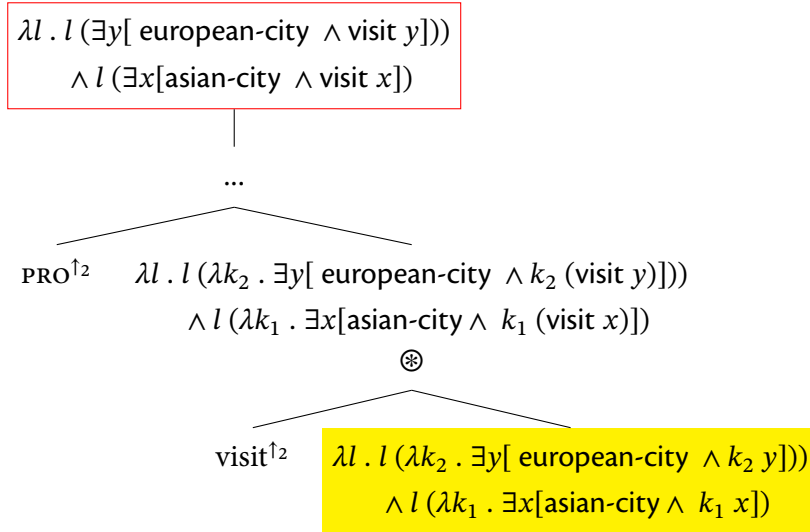 λl . l (∃y[ european-city ∧ visit y]))
∧ l (∃x[asian-city ∧ visit x])
...
PRO↑2
λl . l (λk₂ . ∃y[ european-city ∧ k₂ (visit y)]))
∧ l (λk₁ . ∃x[asian-city ∧ k₁ (visit x)])
⊛
visit↑2
λl . l (λk₂ . ∃y[ european-city ∧ k₂ y]))
∧ l (λk₁ . ∃x[asian-city ∧ k₁ x])